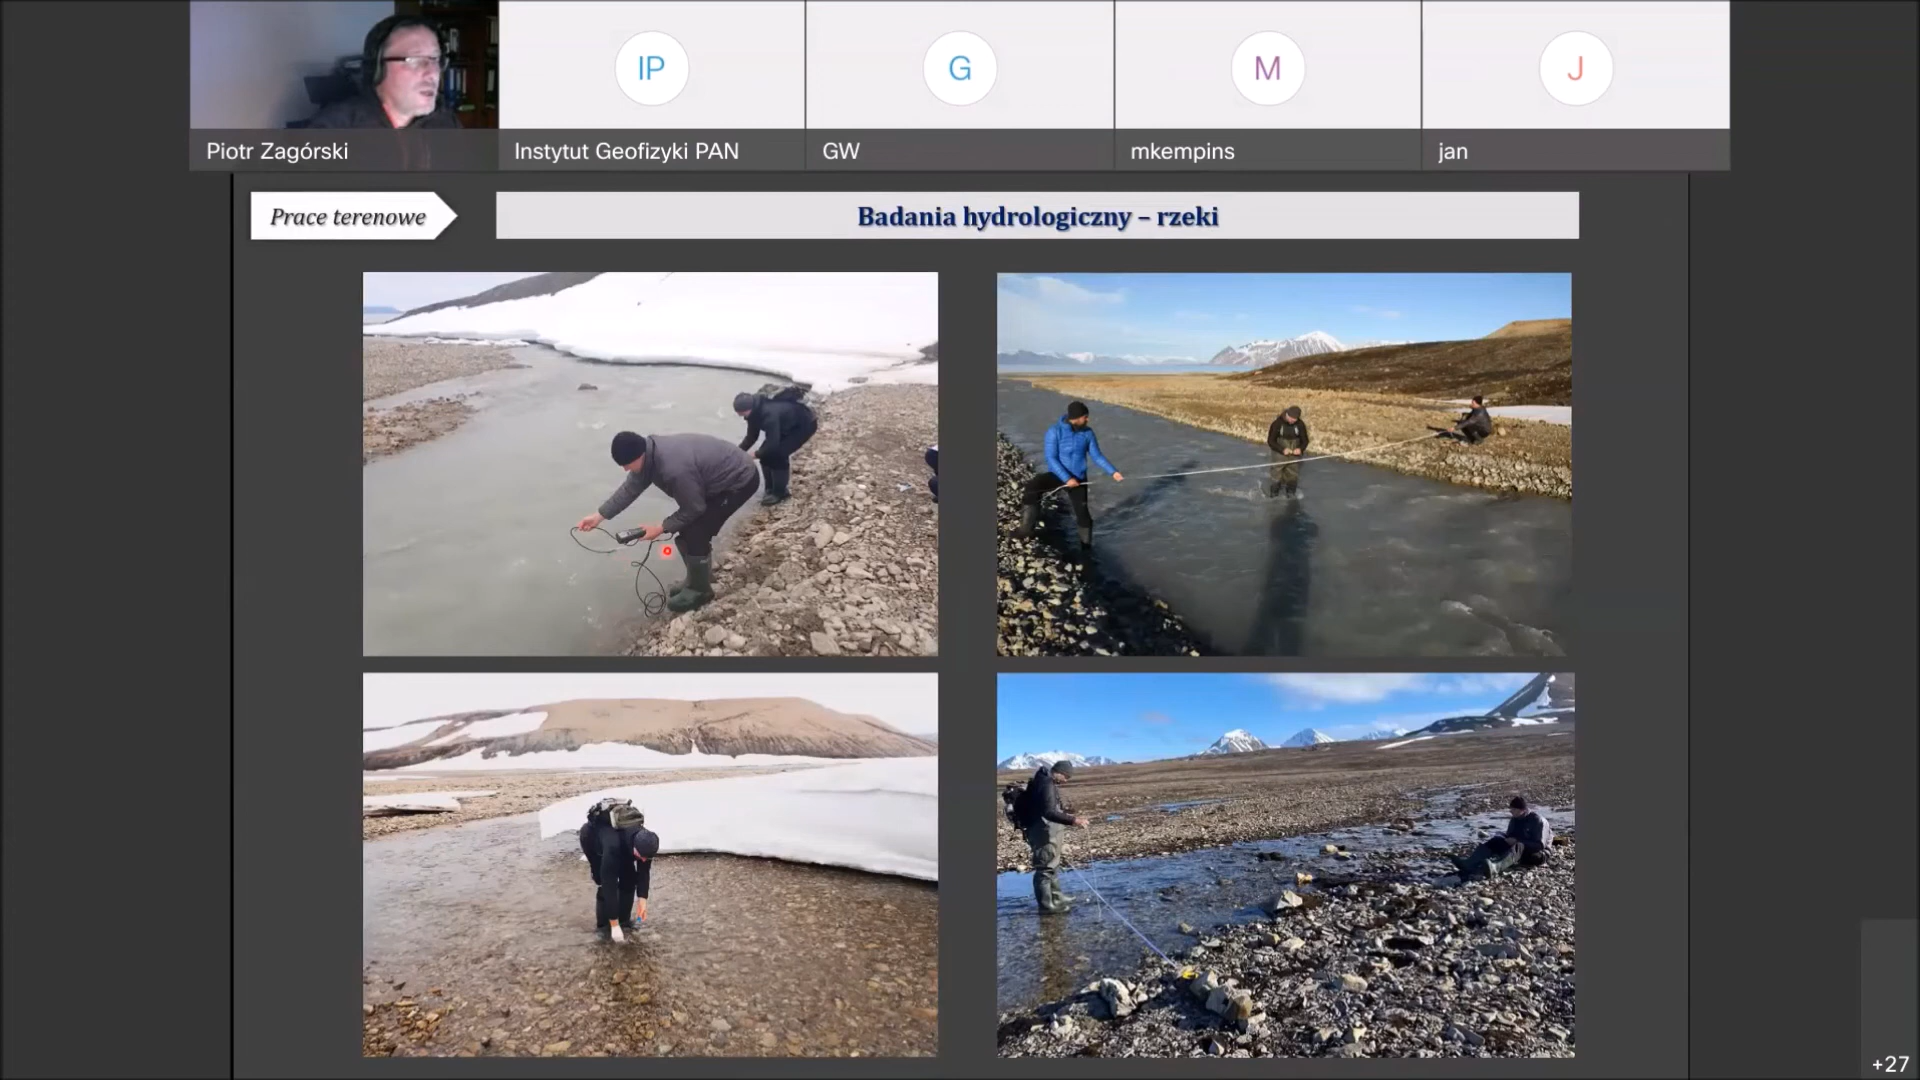 IP
G
M
J
Piotr Zagórski
Instytut Geofizyki PAN
GW
mkempins
jan
Prace terenowe
Badania hydrologiczny – rzeki
+27